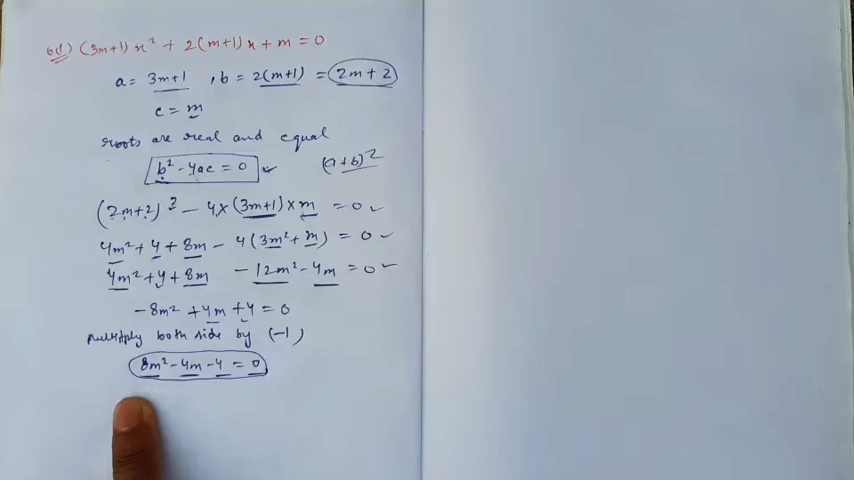 6(i) (3m+1) x² + 2(m+1)x + m = 0
a = 3m+1 , b = 2(m+1) = 2m+2
c = m
roots are real and equal
b² - 4ac = 0 (a+b)²
(2m+2)² - 4×(3m+1)×m = 0
4m² + 4 + 8m - 4(3m² + m) = 0
4m² + 4 + 8m - 12m² - 4m = 0
-8m² + 4m + 4 = 0
multiply both side by (-1)
8m² - 4m - 4 = 0